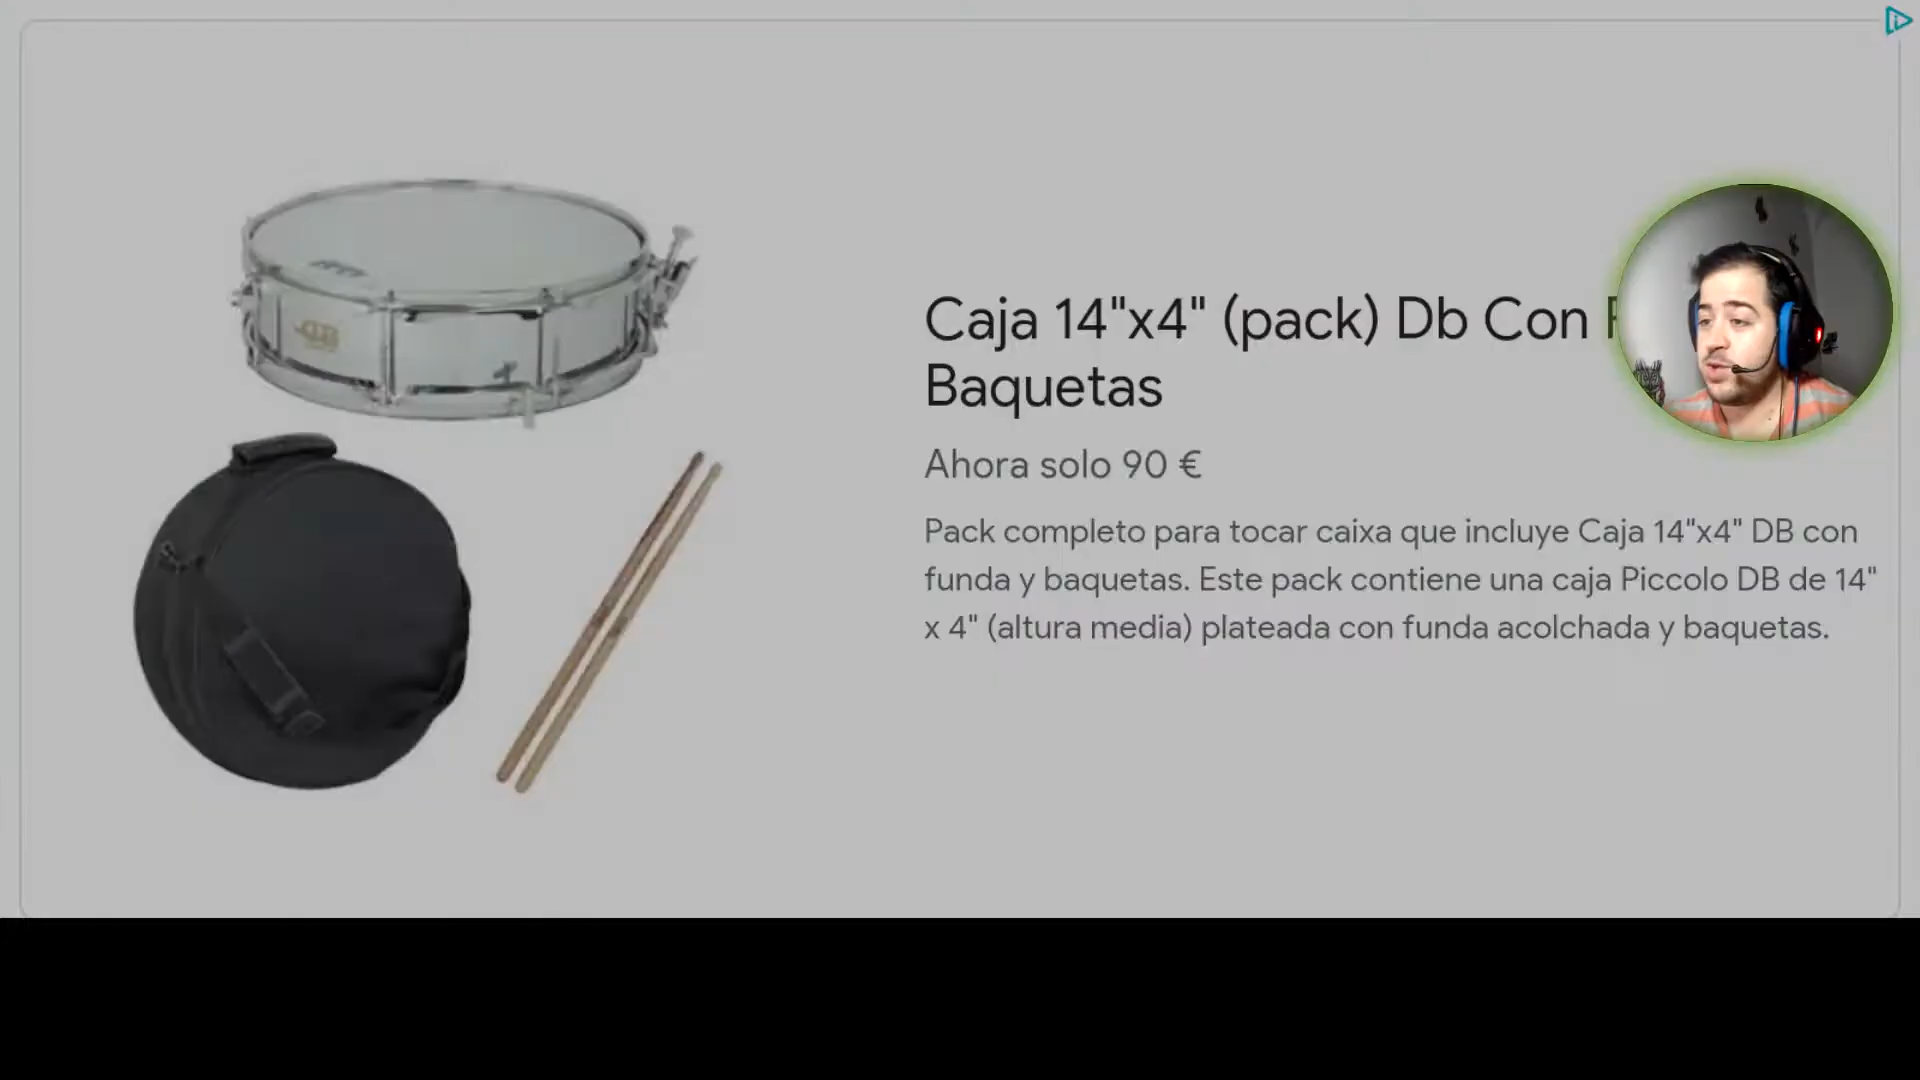 Caja 14"x4" (pack) Db Con
Baquetas
Ahora solo 90 €
Pack completo para tocar caixa que incluye Caja 14"x4" DB con
funda y baquetas. Este pack contiene una caja Piccolo DB de 14"
x 4" (altura media) plateada con funda acolchada y baquetas.